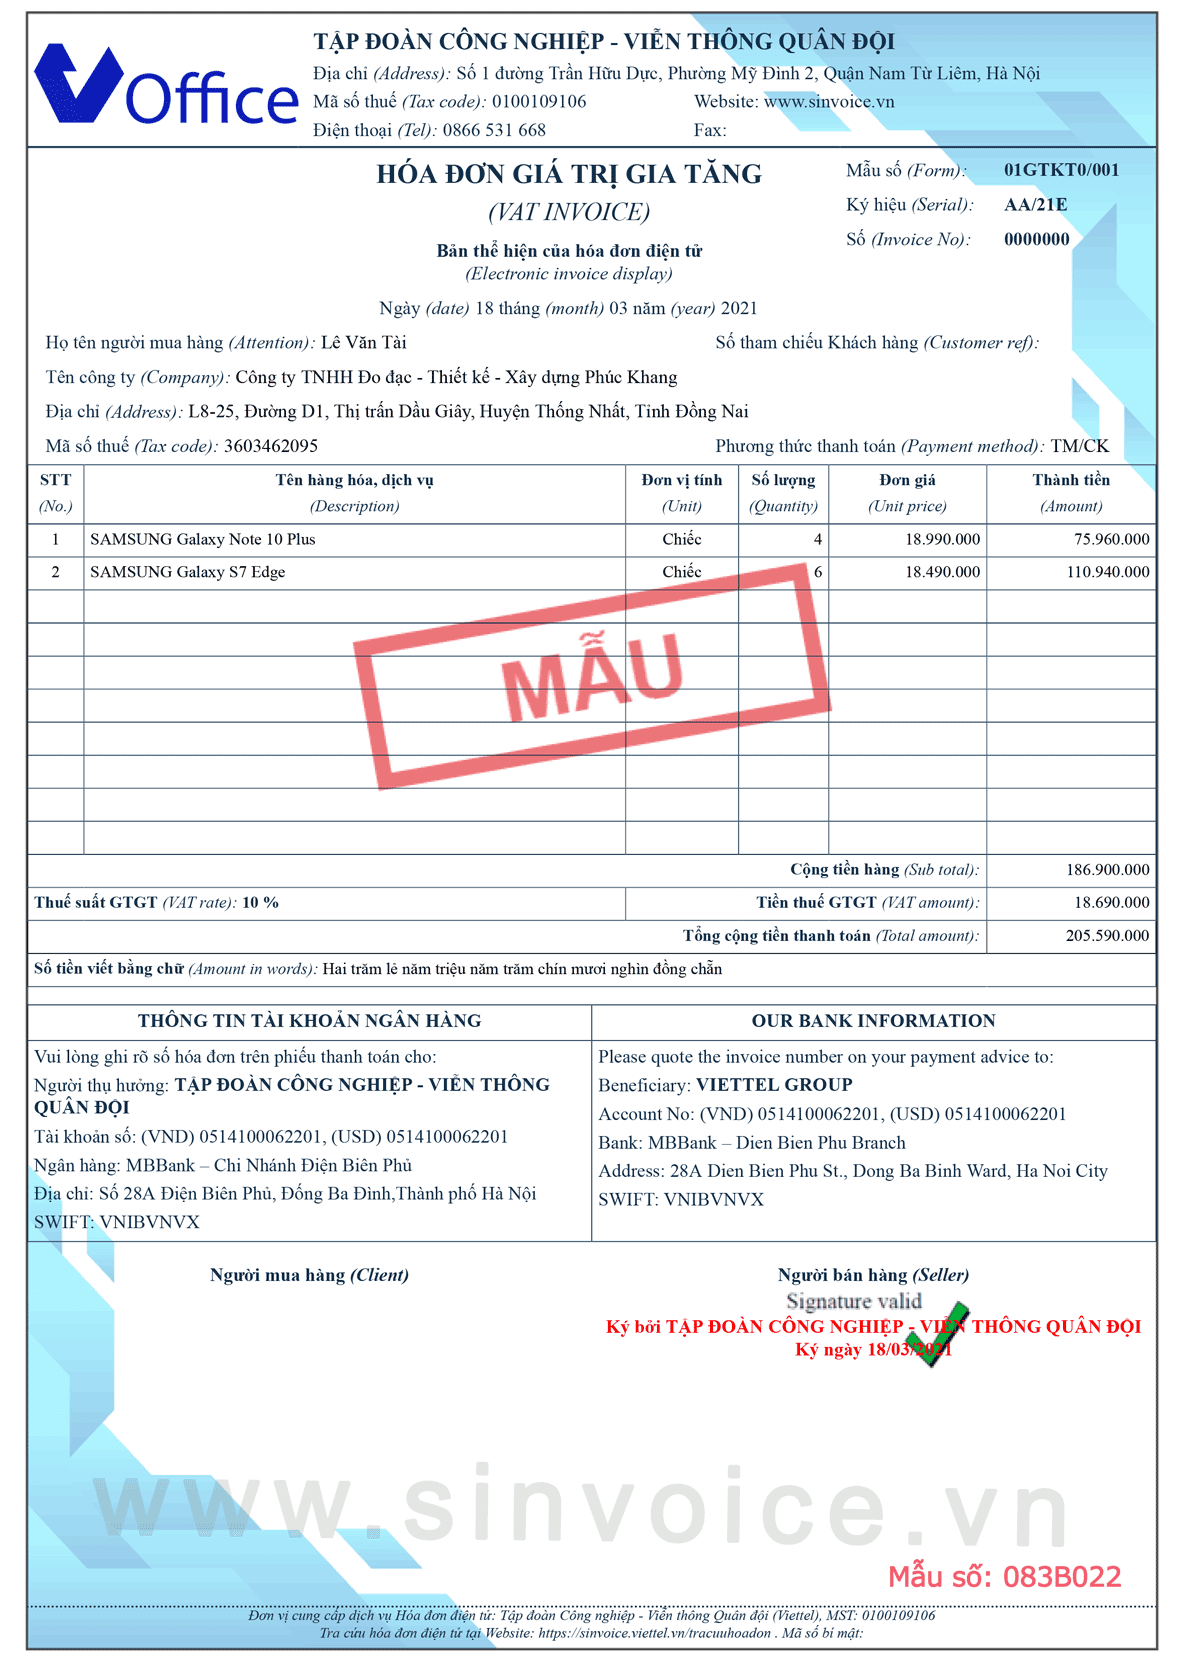 Office
TẬP ĐOÀN CÔNG NGHIỆP - VIỄN THÔNG QUÂN ĐỘI
Địa chỉ (Address): Số 1 đường Trần Hữu Dực, Phường Mỹ Đình 2, Quận Nam Từ Liêm, Hà Nội
Mã số thuế (Tax code): 0100109106 Website: www.sinvoice.vn
Điện thoại (Tel): 0866 531 668 Fax:
HÓA ĐƠN GIÁ TRỊ GIA TĂNG
(VAT INVOICE)
Bản thể hiện của hóa đơn điện tử
(Electronic invoice display)
Ngày (date) 18 tháng (month) 03 năm (year) 2021
Mẫu số (Form): 01GTKT0/001
Ký hiệu (Serial): AA/21E
Số (Invoice No): 0000000
Họ tên người mua hàng (Attention): Lê Văn Tài Số tham chiếu Khách hàng (Customer ref):
Tên công ty (Company): Công ty TNHH Đo đạc - Thiết kế - Xây dựng Phúc Khang
Địa chỉ (Address): L8-25, Đường D1, Thị trấn Dầu Giây, Huyện Thống Nhất, Tỉnh Đồng Nai
Mã số thuế (Tax code): 3603462095 Phương thức thanh toán (Payment method): TM/CK
STT Tên hàng hóa, dịch vụ Đơn vị tính Số lượng Đơn giá Thành tiền
(No.) (Description) (Unit) (Quantity) (Unit price) (Amount)
1 SAMSUNG Galaxy Note 10 Plus Chiếc 4 18.990.000 75.960.000
2 SAMSUNG Galaxy S7 Edge Chiếc 6 18.490.000 110.940.000
MẪU
Cộng tiền hàng (Sub total): 186.900.000
Thuế suất GTGT (VAT rate): 10 % Tiền thuế GTGT (VAT amount): 18.690.000
Tổng cộng tiền thanh toán (Total amount): 205.590.000
Số tiền viết bằng chữ (Amount in words): Hai trăm lẻ năm triệu năm trăm chín mươi nghìn đồng chẵn
THÔNG TIN TÀI KHOẢN NGÂN HÀNG
Vui lòng ghi rõ số hóa đơn trên phiếu thanh toán cho:
Người thụ hưởng: TẬP ĐOÀN CÔNG NGHIỆP - VIỄN THÔNG
QUÂN ĐỘI
Tài khoản số: (VND) 0514100062201, (USD) 0514100062201
Ngân hàng: MBBank – Chi Nhánh Điện Biên Phủ
Địa chỉ: Số 28A Điện Biên Phủ, Đống Ba Đình,Thành phố Hà Nội
SWIFT: VNIBVNVX
OUR BANK INFORMATION
Please quote the invoice number on your payment advice to:
Beneficiary: VIETTEL GROUP
Account No: (VND) 0514100062201, (USD) 0514100062201
Bank: MBBank – Dien Bien Phu Branch
Address: 28A Dien Bien Phu St., Dong Ba Binh Ward, Ha Noi City
SWIFT: VNIBVNVX
Người mua hàng (Client) Người bán hàng (Seller)
Signature valid
Ký bởi TẬP ĐOÀN CÔNG NGHIỆP - VIỄN THÔNG QUÂN ĐỘI
Ký ngày 18/03/2021
www.sinvoice.vn
Mẫu số: 083B022
Đơn vị cung cấp dịch vụ Hóa đơn điện tử: Tập đoàn Công nghiệp - Viễn thông Quân đội (Viettel), MST: 0100109106
Tra cứu hóa đơn điện tử tại Website: https://sinvoice.viettel.vn/tracuuhoadon . Mã số bí mật: